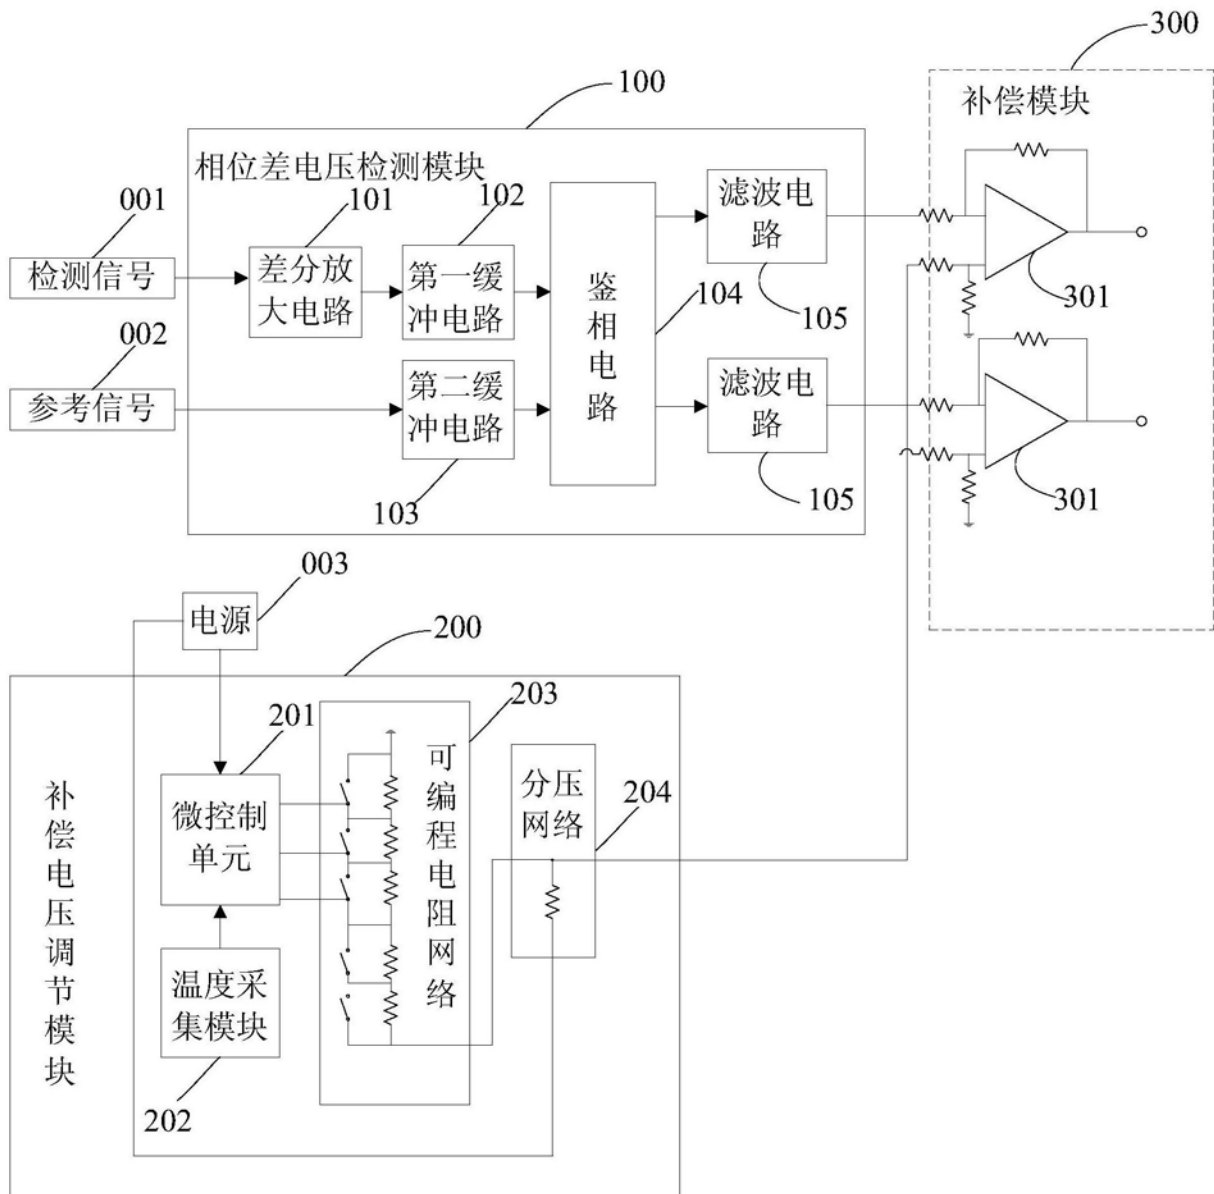 300
补偿模块
100
相位差电压检测模块
001
检测信号
101
差分放
大电路
102
第一缓
冲电路
鉴相电路
104
滤波电
路
105
301
002
参考信号
第二缓
冲电路
103
滤波电
路
105
301
003
电源
200
补偿电压调节模块
201
微控制
单元
203
可编程电阻网络
分压
网络
204
温度采
集模块
202